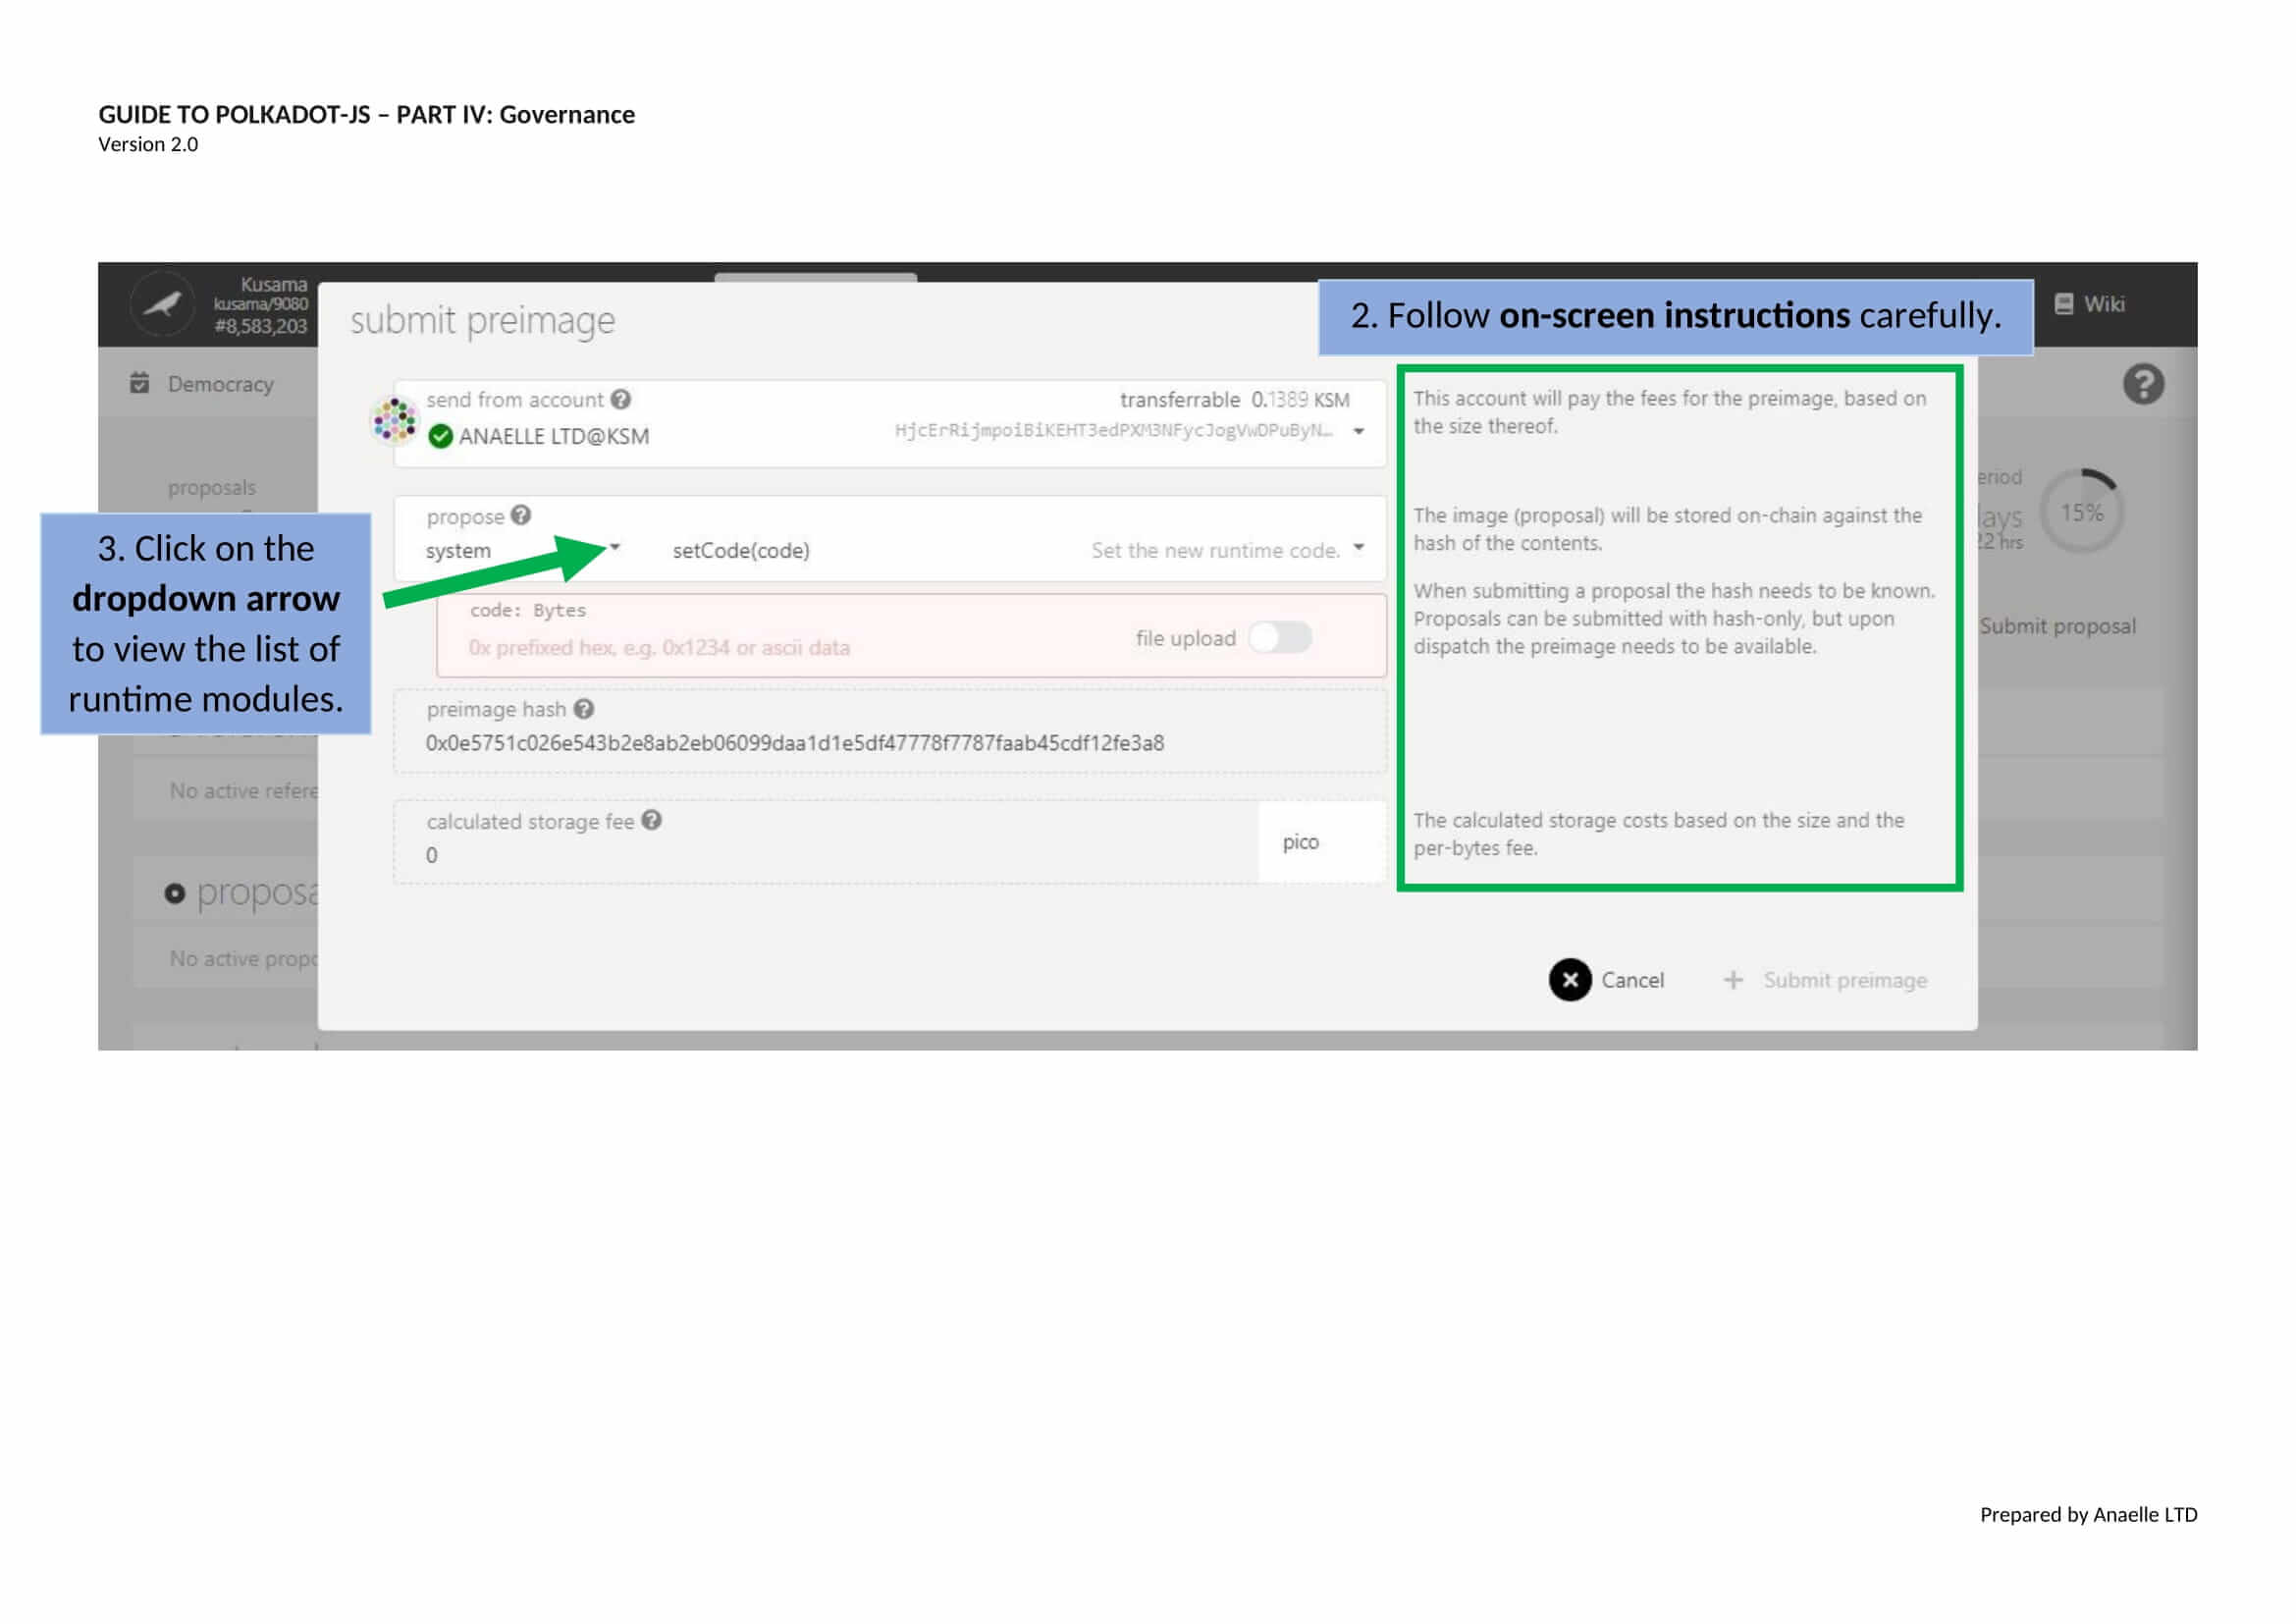 GUIDE TO POLKADOT-JS – PART IV: Governance
Version 2.0
Kusama
kusama/9080
#8,583,203
submit preimage
2. Follow on-screen instructions carefully.
Wiki
Democracy
send from account
transferrable 0.1389 KSM
ANAELLE LTD@KSM
HjcErRijmpoiBiKEHT3edPXM3NFycJogVwDPuByN…
This account will pay the fees for the preimage, based on
the size thereof.
proposals
eriod
lays
22 hrs
15%
3. Click on the
dropdown arrow
to view the list of
runtime modules.
propose
system
setCode(code)
Set the new runtime code.
The image (proposal) will be stored on-chain against the
hash of the contents.
When submitting a proposal the hash needs to be known.
Proposals can be submitted with hash-only, but upon
dispatch the preimage needs to be available.
code: Bytes
0x prefixed hex, e.g. 0x1234 or ascii data
file upload
Submit proposal
preimage hash
0x0e5751c026e543b2e8ab2eb06099daa1d1e5df47778f7787faab45cdf12fe3a8
No active refere
calculated storage fee
0
pico
The calculated storage costs based on the size and the
per-bytes fee.
proposa
No active propo
Cancel
Submit preimage
Prepared by Anaelle LTD